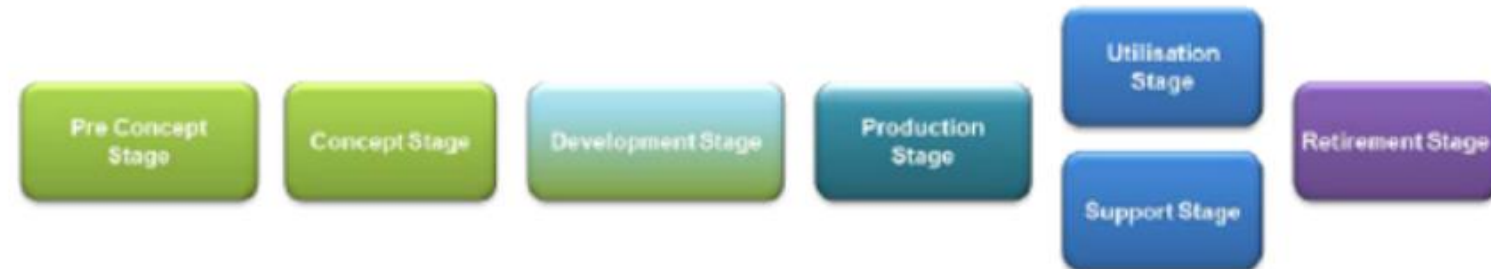 Pre Concept
Stage
Concept Stage
Development Stage
Production
Stage
Utilisation
Stage
Support Stage
Retirement Stage